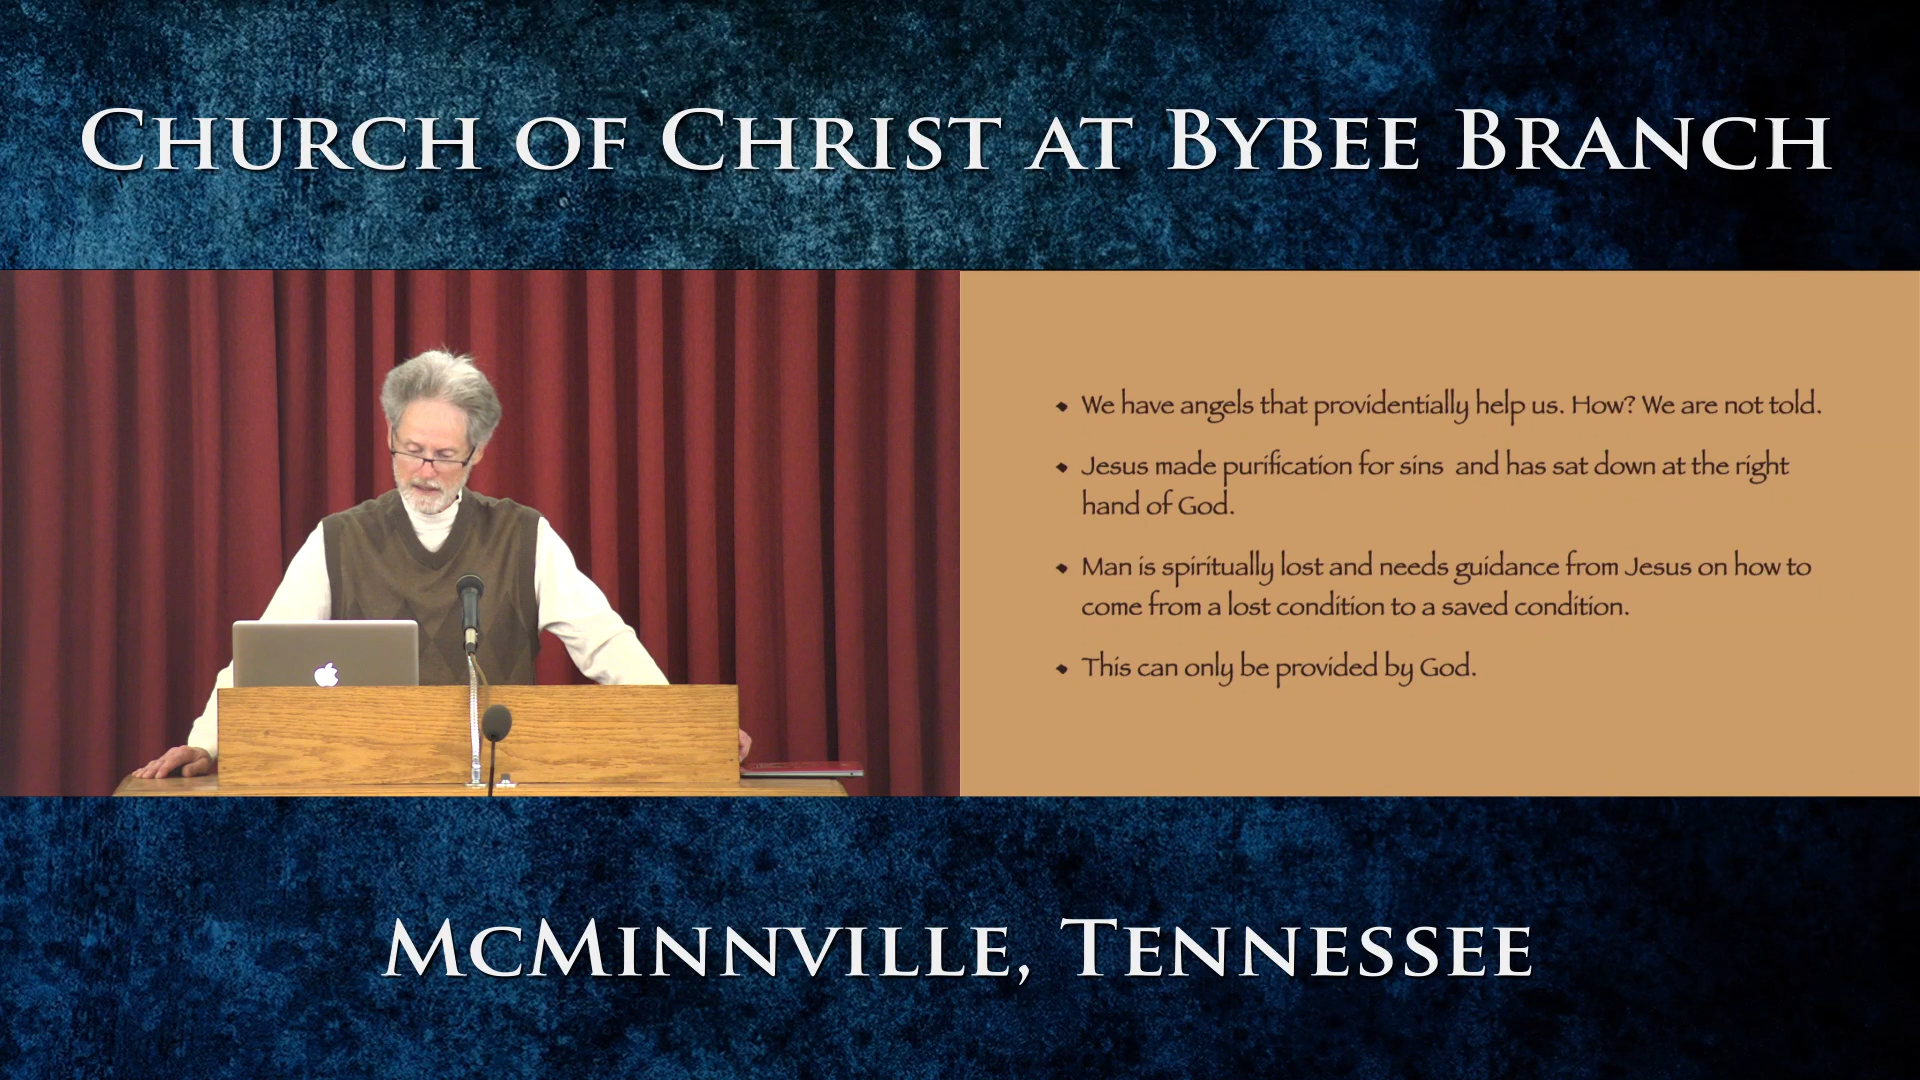 Church of Christ at Bybee Branch
• We have angels that providentially help us. How? We are not told.
• Jesus made purification for sins and has sat down at the right
hand of God.
• Man is spiritually lost and needs guidance from Jesus on how to
come from a lost condition to a saved condition.
• This can only be provided by God.
McMinnville, Tennessee